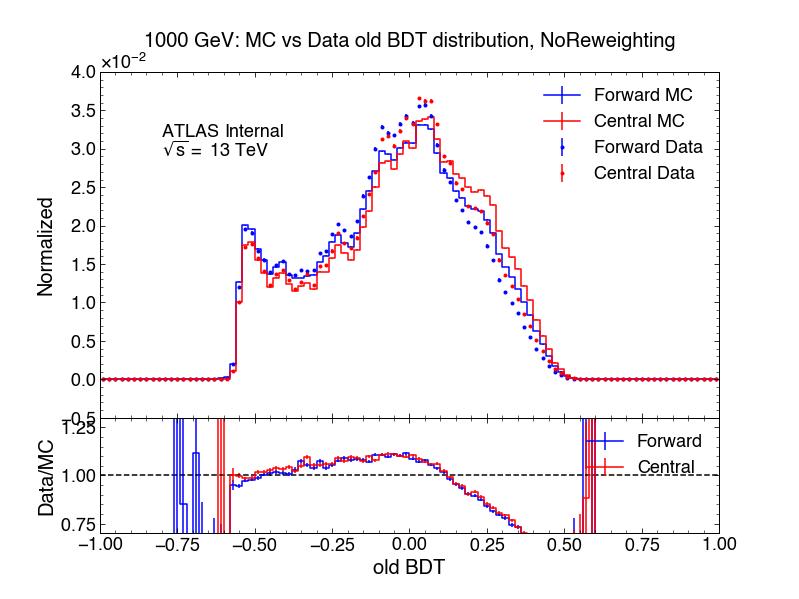 1000 GeV: MC vs Data old BDT distribution, NoReweighting
×10⁻²
4.0
3.5
3.0
2.5
2.0
1.5
1.0
0.5
0.0
−0.5
Normalized
ATLAS Internal
√s = 13 TeV
Forward MC
Central MC
Forward Data
Central Data
1.25
1.00
0.75
Data/MC
Forward
Central
−1.00 −0.75 −0.50 −0.25 0.00 0.25 0.50 0.75 1.00
old BDT